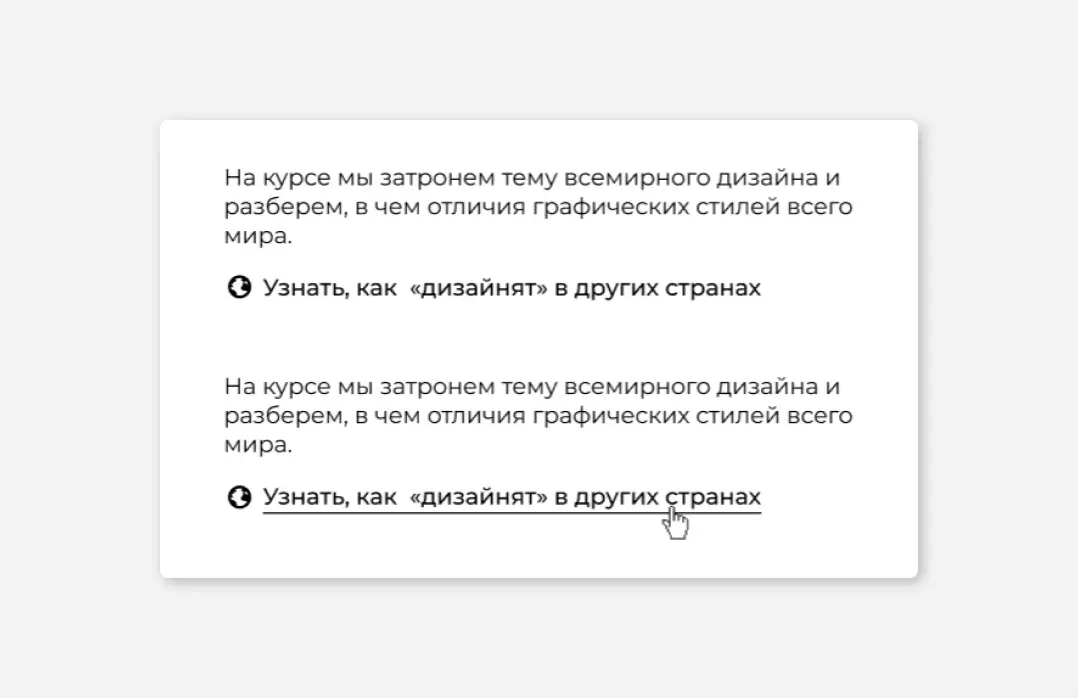 На курсе мы затронем тему всемирного дизайна и
разберем, в чем отличия графических стилей всего
мира.
Узнать, как  «дизайнят» в других странах
На курсе мы затронем тему всемирного дизайна и
разберем, в чем отличия графических стилей всего
мира.
Узнать, как  «дизайнят» в других странах